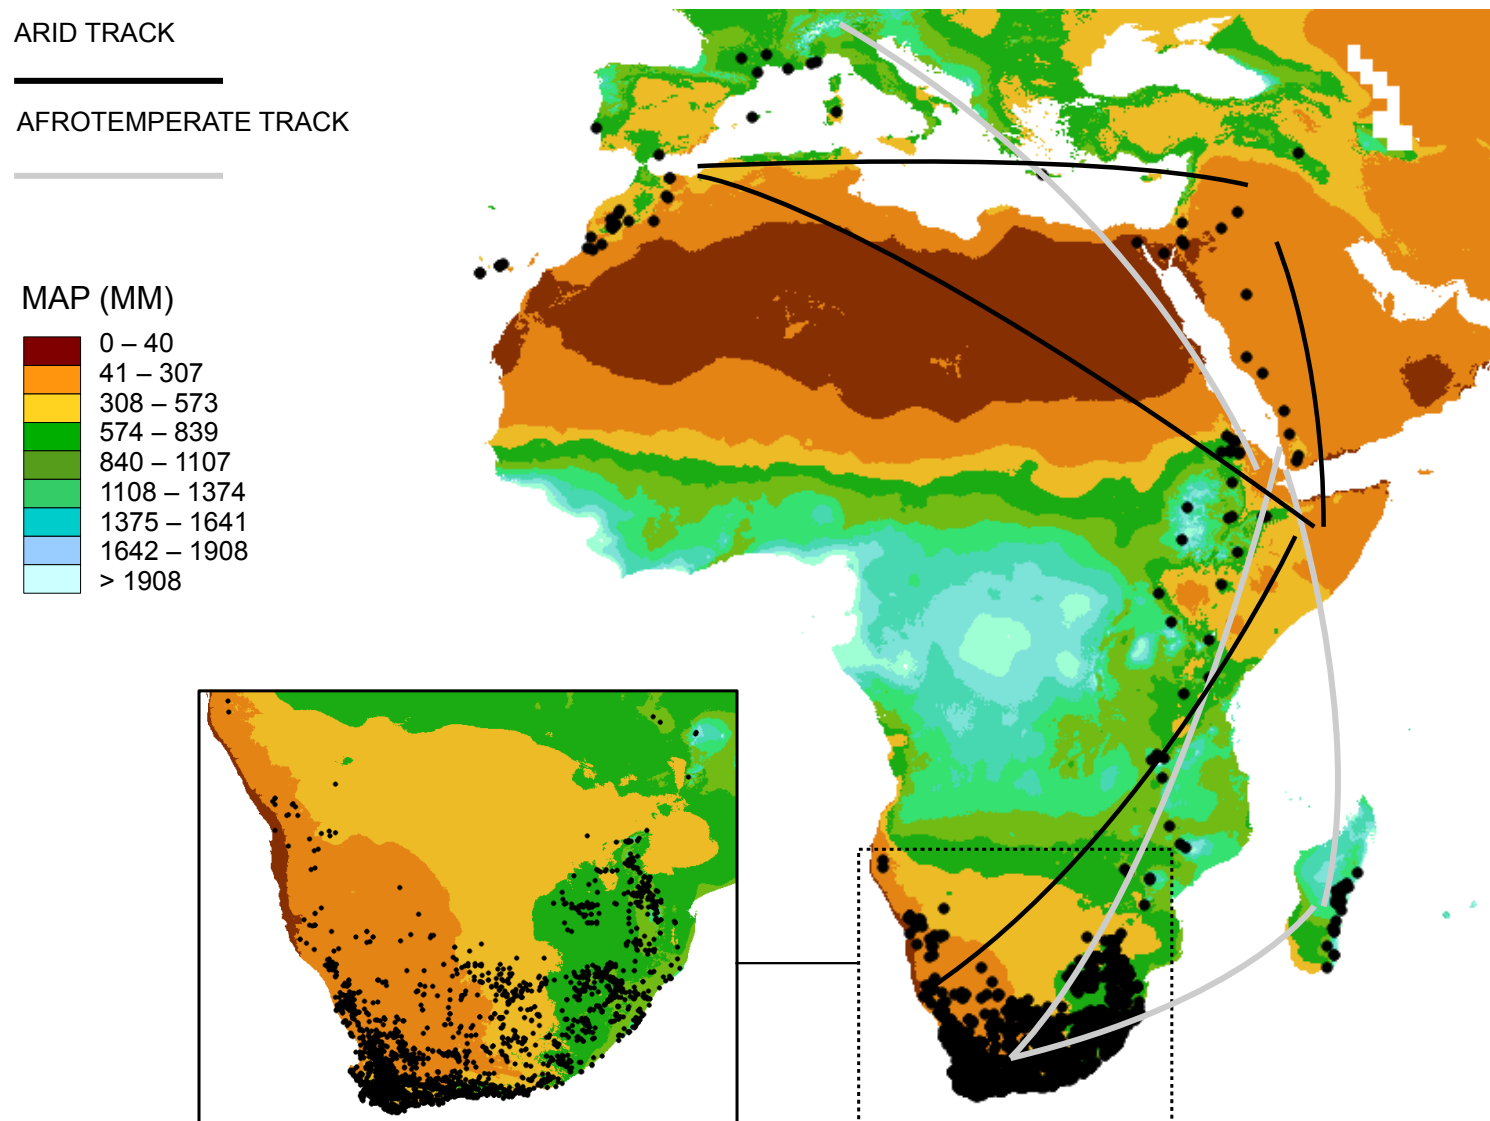 ARID TRACK
AFROTEMPERATE TRACK
MAP (MM)
0 – 40
41 – 307
308 – 573
574 – 839
840 – 1107
1108 – 1374
1375 – 1641
1642 – 1908
> 1908